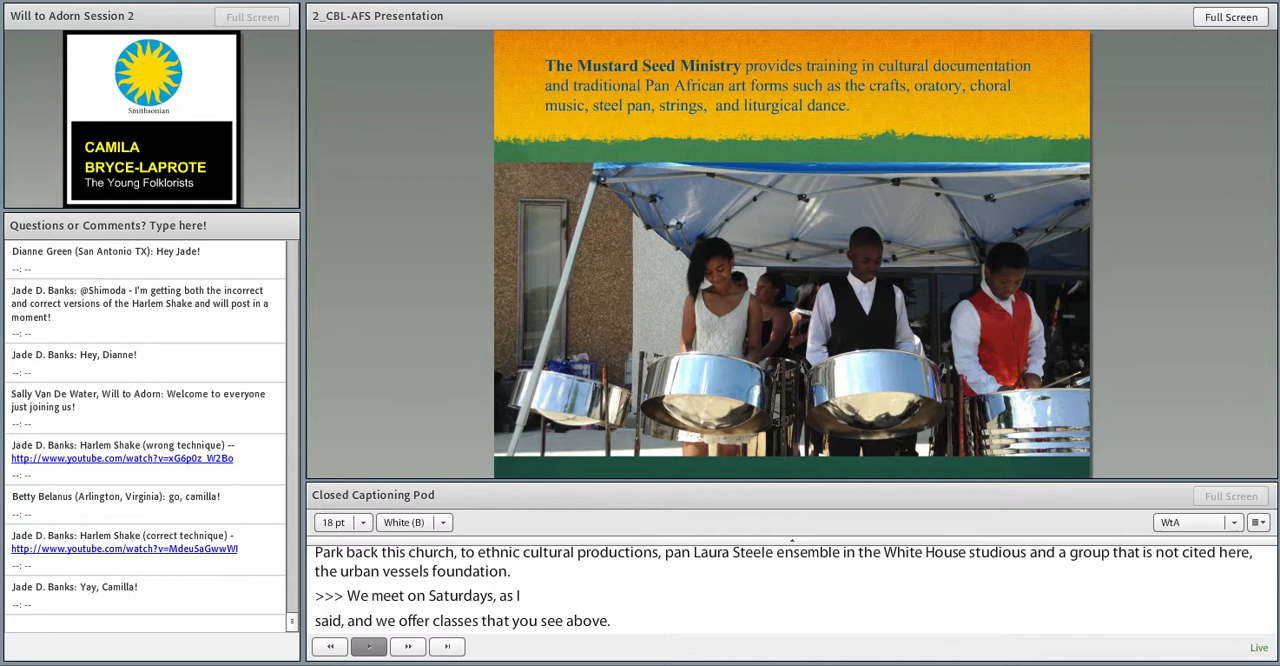 Will to Adorn Session 2
Full Screen
Smithsonian
CAMILA
BRYCE-LAPROTE
The Young Folklorists
Questions or Comments? Type here!
Dianne Green (San Antonio TX): Hey Jade!
--: --
Jade D. Banks: @Shimoda - I'm getting both the incorrect
and correct versions of the Harlem Shake and will post in a
moment!
--: --
Jade D. Banks: Hey, Dianne!
--: --
Sally Van De Water, Will to Adorn: Welcome to everyone
just joining us!
--: --
Jade D. Banks: Harlem Shake (wrong technique) --
http://www.youtube.com/watch?v=xG6p0z_W2Bo
--: --
Betty Belanus (Arlington, Virginia): go, camilla!
--: --
Jade D. Banks: Harlem Shake (correct technique) -
http://www.youtube.com/watch?v=Mdeu5aGwwWI
--: --
Jade D. Banks: Yay, Camilla!
--: --
2_CBL-AFS Presentation
Full Screen
The Mustard Seed Ministry provides training in cultural documentation
and traditional Pan African art forms such as the crafts, oratory, choral
music, steel pan, strings, and liturgical dance.
Closed Captioning Pod
Full Screen
18 pt
White (B)
WtA
Park back this church, to ethnic cultural productions, pan Laura Steele ensemble in the White House studious and a group that is not cited here,
the urban vessels foundation.
>>> We meet on Saturdays, as I
said, and we offer classes that you see above.
Live